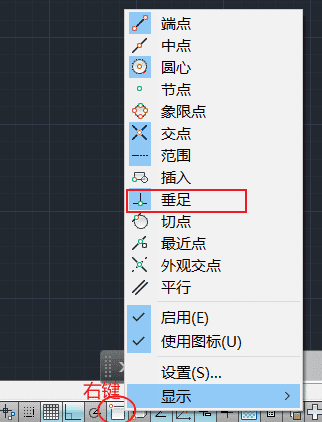 端点
中点
圆心
节点
象限点
交点
范围
插入
垂足
切点
最近点
外观交点
平行
启用(E)
使用图标(U)
设置(S)...
右键
显示